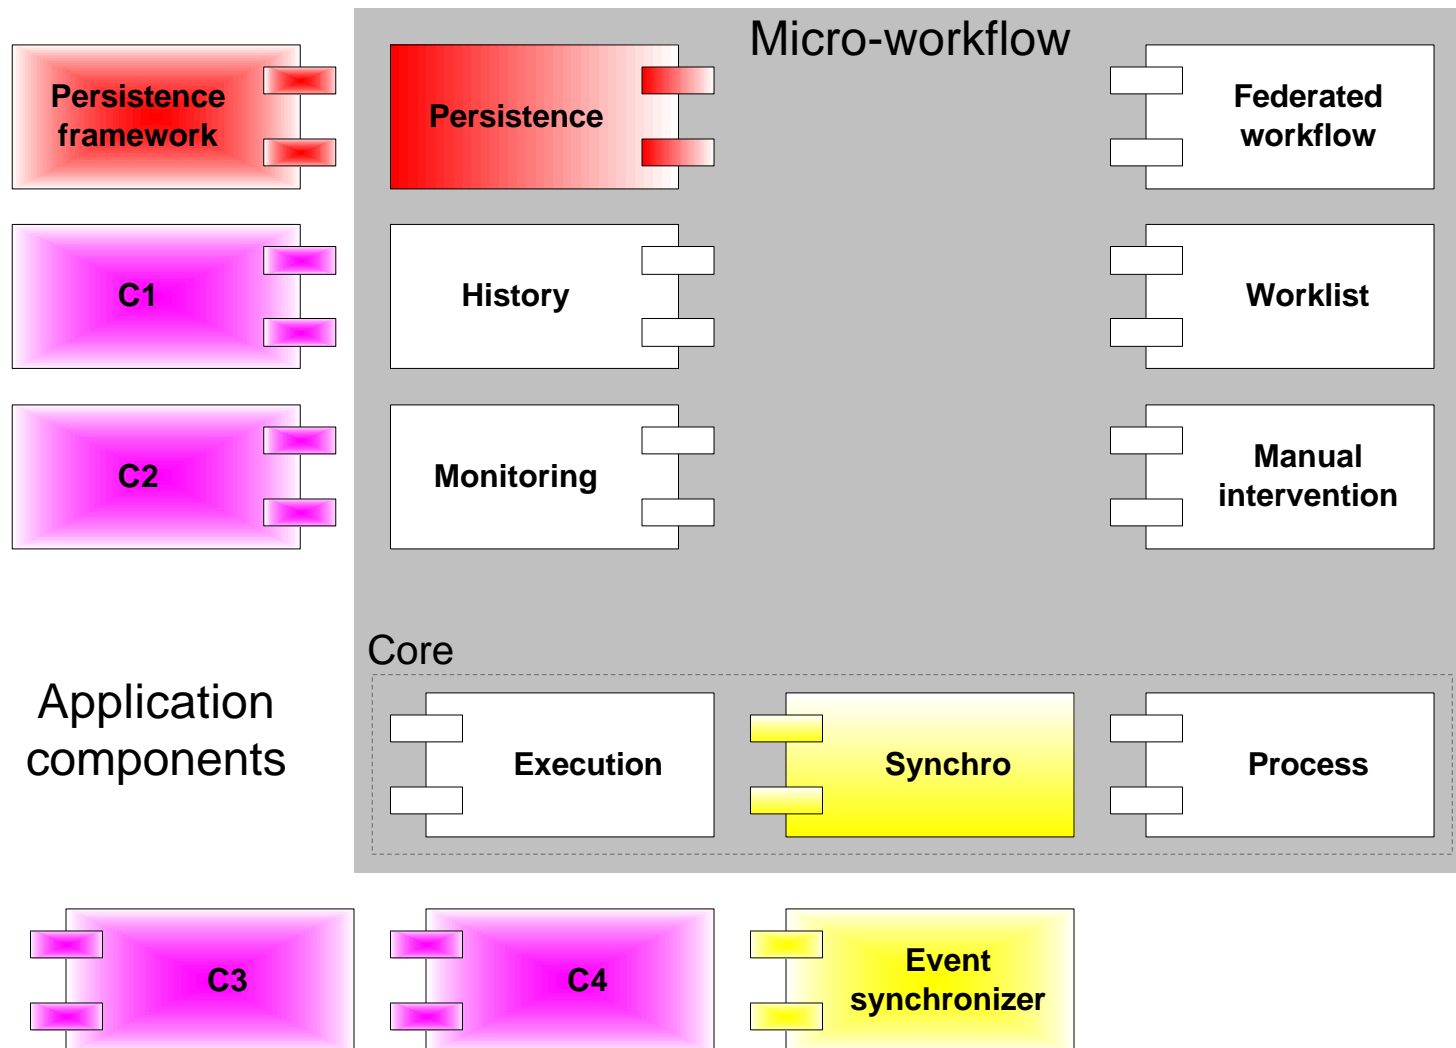 Micro-workflow
Persistence
framework
Persistence
Federated
workflow
C1
History
Worklist
C2
Monitoring
Manual
intervention
Core
Application
components
Execution
Synchro
Process
C3
C4
Event
synchronizer